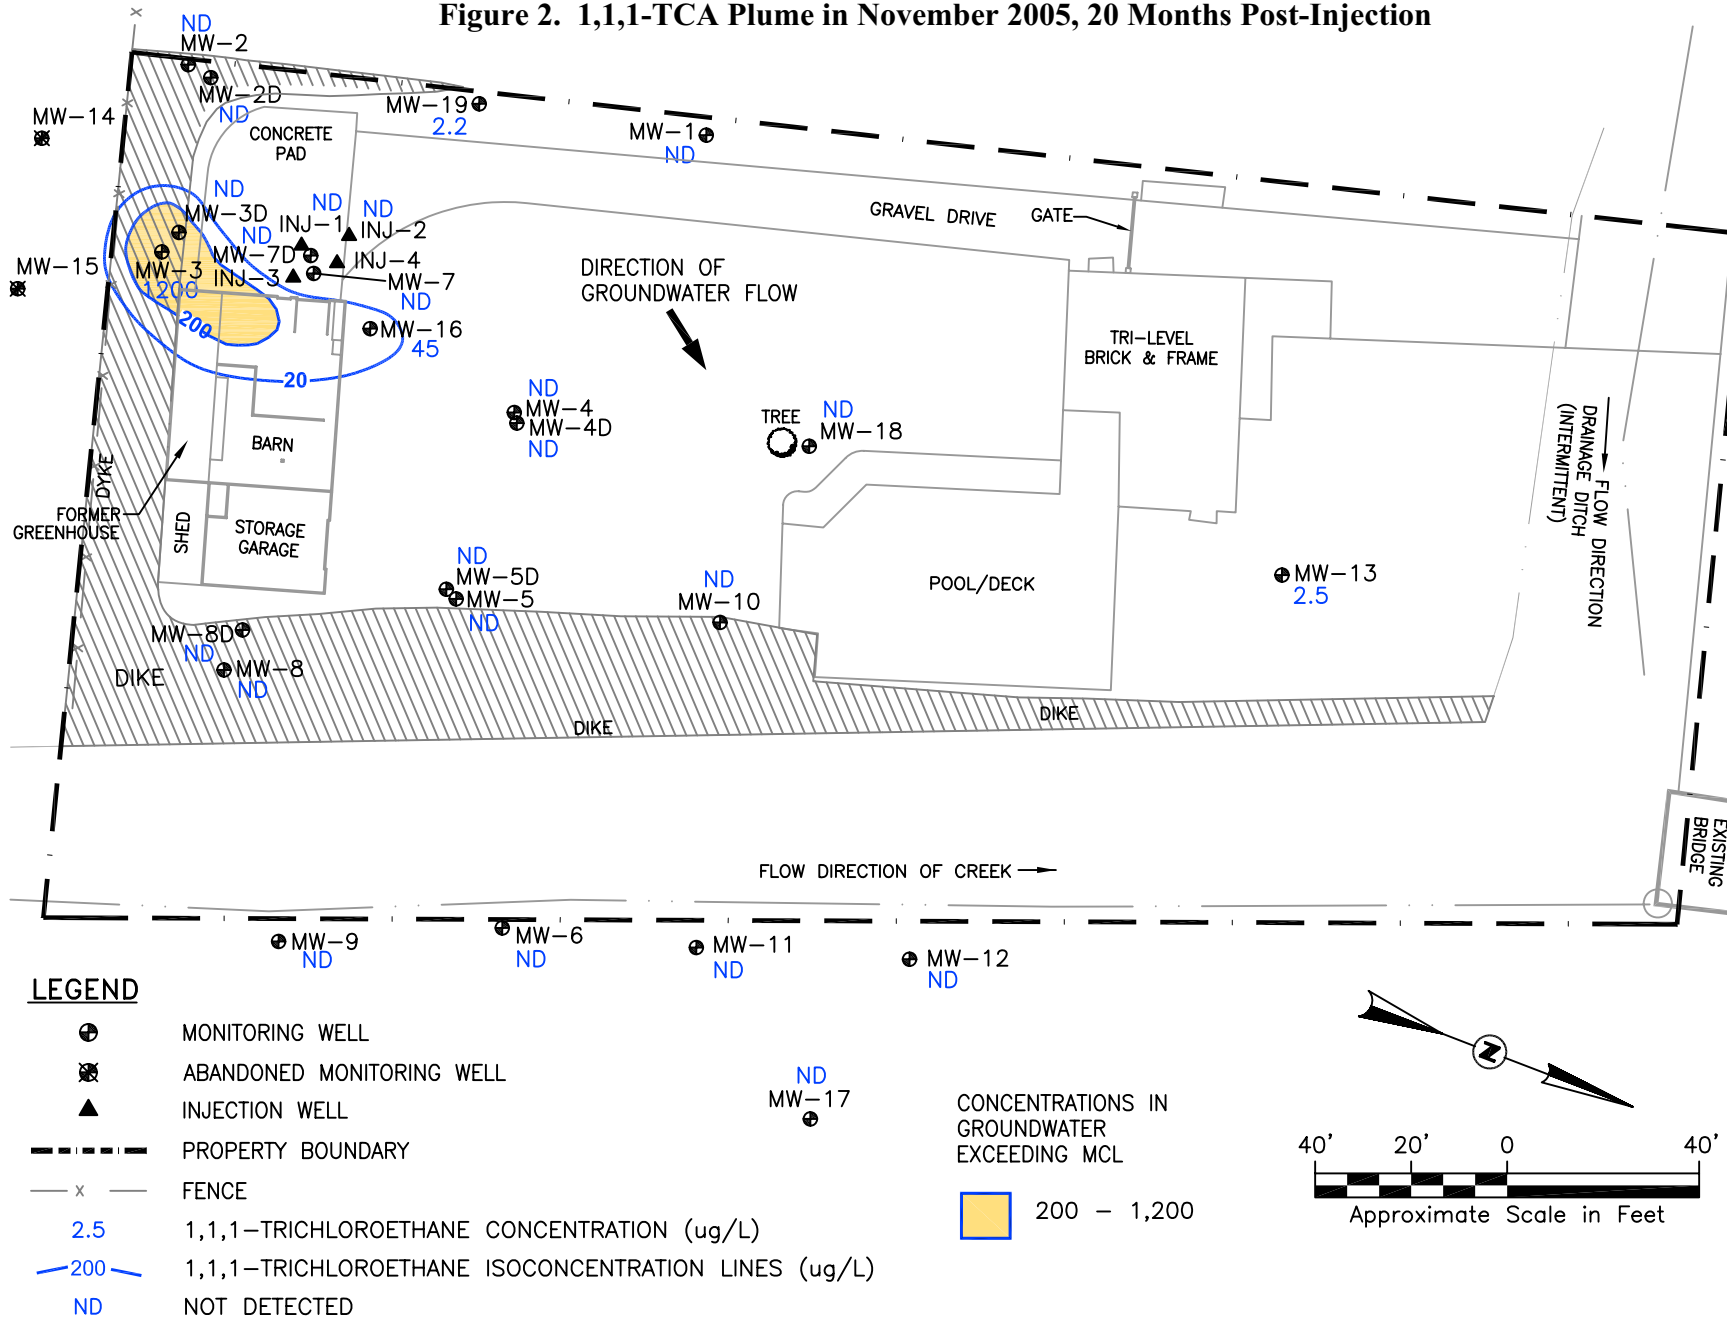 Figure 2. 1,1,1-TCA Plume in November 2005, 20 Months Post-Injection
ND
MW-2
MW-2D
ND
MW-14
MW-19
2.2
MW-1
ND
CONCRETE
PAD
ND
MW-3D
ND
MW-7D
ND
INJ-1
ND
INJ-2
INJ-4
INJ-3
MW-7
ND
MW-15
MW-3
1200
200
20
MW-16
45
GRAVEL DRIVE
GATE
DIRECTION OF
GROUNDWATER FLOW
TRI-LEVEL
BRICK & FRAME
ND
MW-4
MW-4D
ND
TREE
ND
MW-18
BARN
DYKE
FORMER
GREENHOUSE
SHED
STORAGE
GARAGE
ND
MW-5D
MW-5
ND
ND
MW-10
POOL/DECK
MW-13
2.5
FLOW DIRECTION
DRAINAGE DITCH
(INTERMITTENT)
MW-8D
ND
MW-8
ND
DIKE
DIKE
DIKE
EXISTING
BRIDGE
FLOW DIRECTION OF CREEK
MW-9
ND
MW-6
ND
MW-11
ND
MW-12
ND
LEGEND
MONITORING WELL
ABANDONED MONITORING WELL
INJECTION WELL
PROPERTY BOUNDARY
x FENCE
2.5 1,1,1-TRICHLOROETHANE CONCENTRATION (ug/L)
200 1,1,1-TRICHLOROETHANE ISOCONCENTRATION LINES (ug/L)
ND NOT DETECTED
ND
MW-17
CONCENTRATIONS IN
GROUNDWATER
EXCEEDING MCL
200 - 1,200
N
40' 20' 0 40'
Approximate Scale in Feet